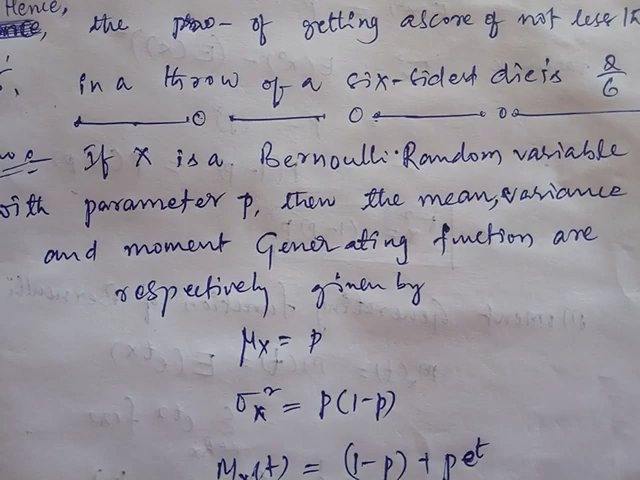 Hence,
the pro- of getting a score of not less
in a throw of a six-sided die is 2/6
If X is a Bernoulli Random variable
with parameter p, then the mean, variance
and moment Generating function are
respectively given by
μx = p
σx² = p(1-p)
Mx(t) = (1-p) + pe^t